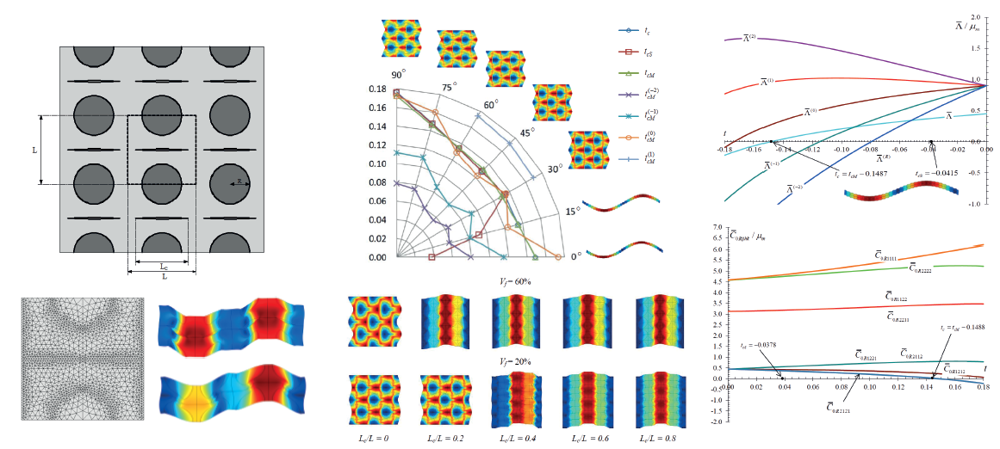 L
R
Lc
L
90°
75°
60°
45°
30°
15°
0°
0.18
0.16
0.14
0.12
0.10
0.08
0.06
0.04
0.02
0.00
t_c
t_cS
t_cM
t_cM^(-2)
t_cM^(-1)
t_cM^(0)
t_cM^(1)
V_f = 60%
V_f = 20%
L_c/L = 0
L_c/L = 0.2
L_c/L = 0.4
L_c/L = 0.6
L_c/L = 0.8
Λ̅ / μ_m
2.0
1.5
1.0
0.5
0.0
-0.5
-1.0
Λ̅^(2)
Λ̅^(1)
Λ̅
Λ̅^(-1)
Λ̅^(R)
Λ̅^(-2)
t
-0.18
-0.16
-0.14
-0.12
-0.10
-0.08
-0.06
-0.04
-0.02
0.00
t_c = t_cM − 0.1487
t_cS = −0.0415
7.0
6.5
6.0
5.5
5.0
4.5
4.0
3.5
3.0
2.5
2.0
1.5
1.0
0.5
0.0
-0.5
-1.0
-1.5
-2.0
C̅_0Rijhk / μ_m
C̅_0R1111
C̅_0R2222
C̅_0R1122
C̅_0R2211
t_c = t_cM − 0.1488
t_cS = −0.0378
C̅_0R1221
C̅_0R2112
C̅_0R1212
t
0.00
0.02
0.04
0.06
0.08
0.10
0.12
0.14
0.16
0.18
C̅_0R2121